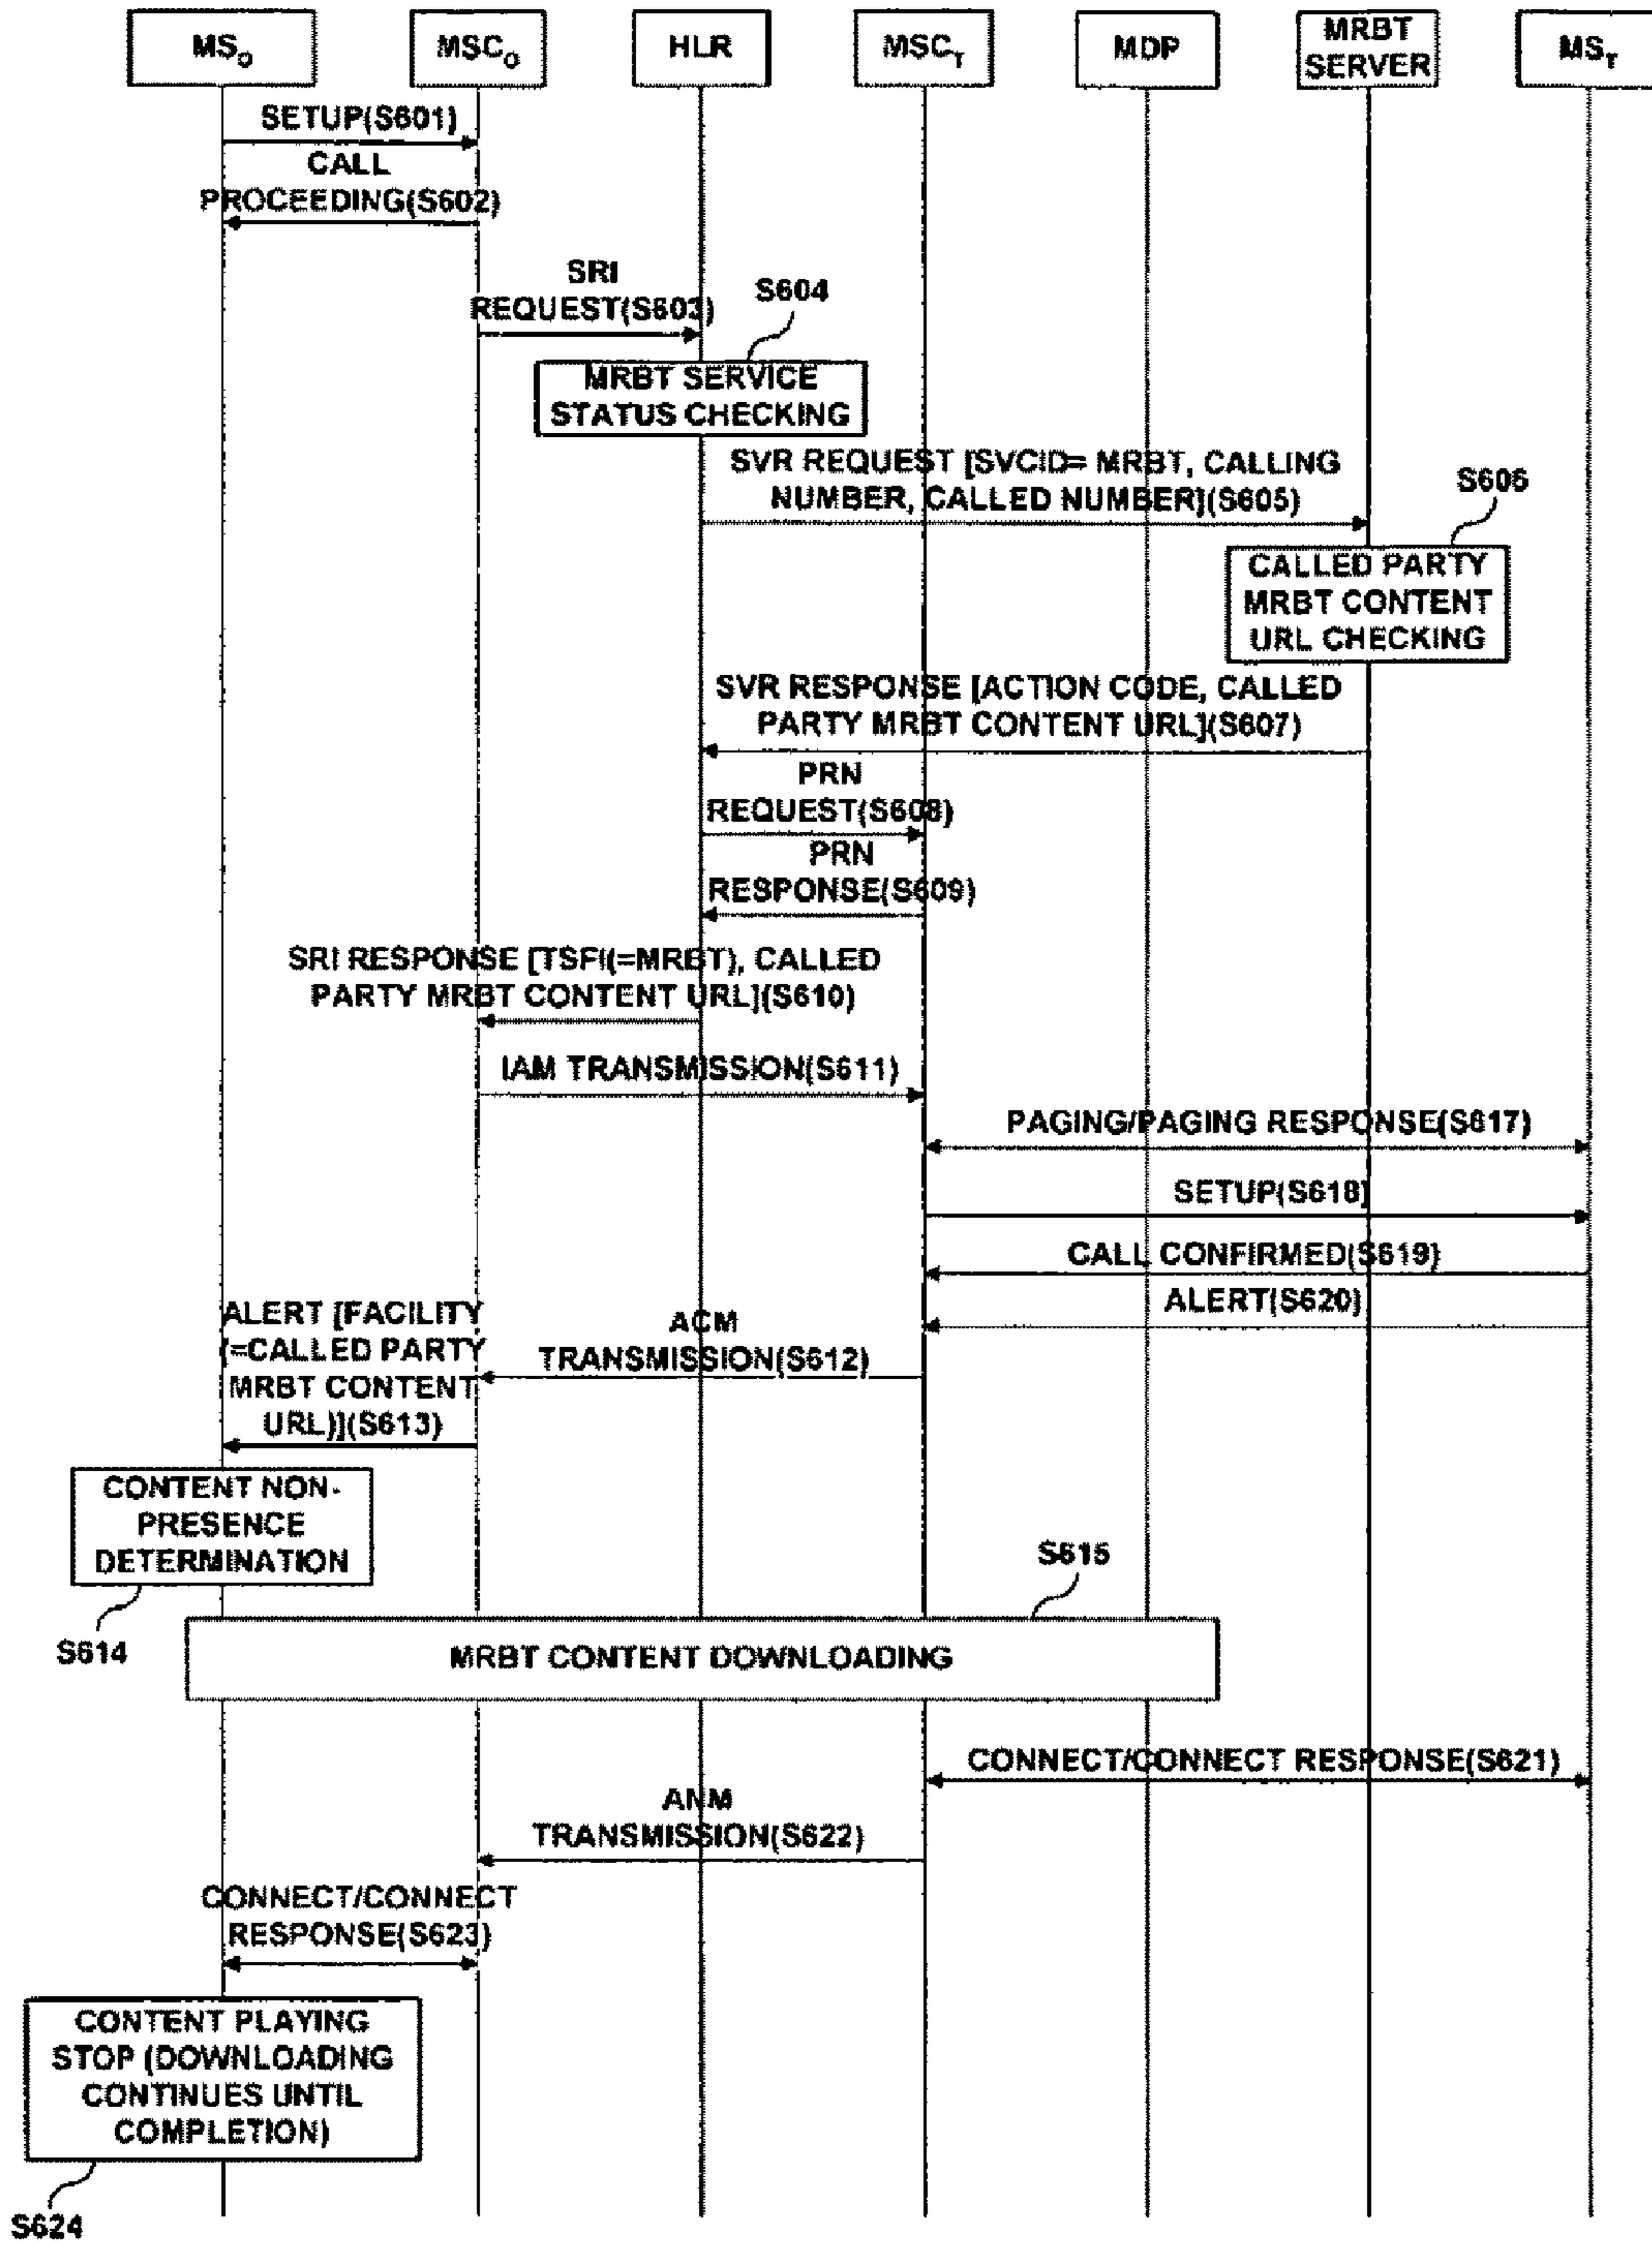 MSO
MSCO
HLR
MSCT
MDP
MRBT
SERVER
MST
SETUP(S601)
CALL
PROCEEDING(S602)
SRI
REQUEST(S603)
S604
MRBT SERVICE
STATUS CHECKING
SVR REQUEST [SVCID= MRBT, CALLING
NUMBER, CALLED NUMBER](S605)
S606
CALLED PARTY
MRBT CONTENT
URL CHECKING
SVR RESPONSE [ACTION CODE, CALLED
PARTY MRBT CONTENT URL](S607)
PRN
REQUEST(S608)
PRN
RESPONSE(S609)
SRI RESPONSE [TSFI(=MRBT), CALLED
PARTY MRBT CONTENT URL](S610)
IAM TRANSMISSION(S611)
PAGING/PAGING RESPONSE(S617)
SETUP(S618)
CALL CONFIRMED(S619)
ALERT(S620)
ACM
TRANSMISSION(S612)
ALERT [FACILITY
(=CALLED PARTY
MRBT CONTENT
URL)](S613)
CONTENT NON-
PRESENCE
DETERMINATION
S614
S615
MRBT CONTENT DOWNLOADING
CONNECT/CONNECT RESPONSE(S621)
ANM
TRANSMISSION(S622)
CONNECT/CONNECT
RESPONSE(S623)
CONTENT PLAYING
STOP (DOWNLOADING
CONTINUES UNTIL
COMPLETION)
S624